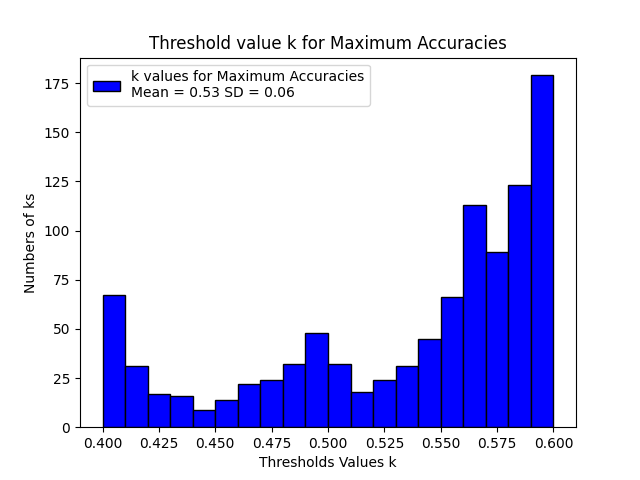 Threshold value k for Maximum Accuracies
k values for Maximum Accuracies
Mean = 0.53 SD = 0.06
Numbers of ks
175
150
125
100
75
50
25
0
0.400 0.425 0.450 0.475 0.500 0.525 0.550 0.575 0.600
Thresholds Values k